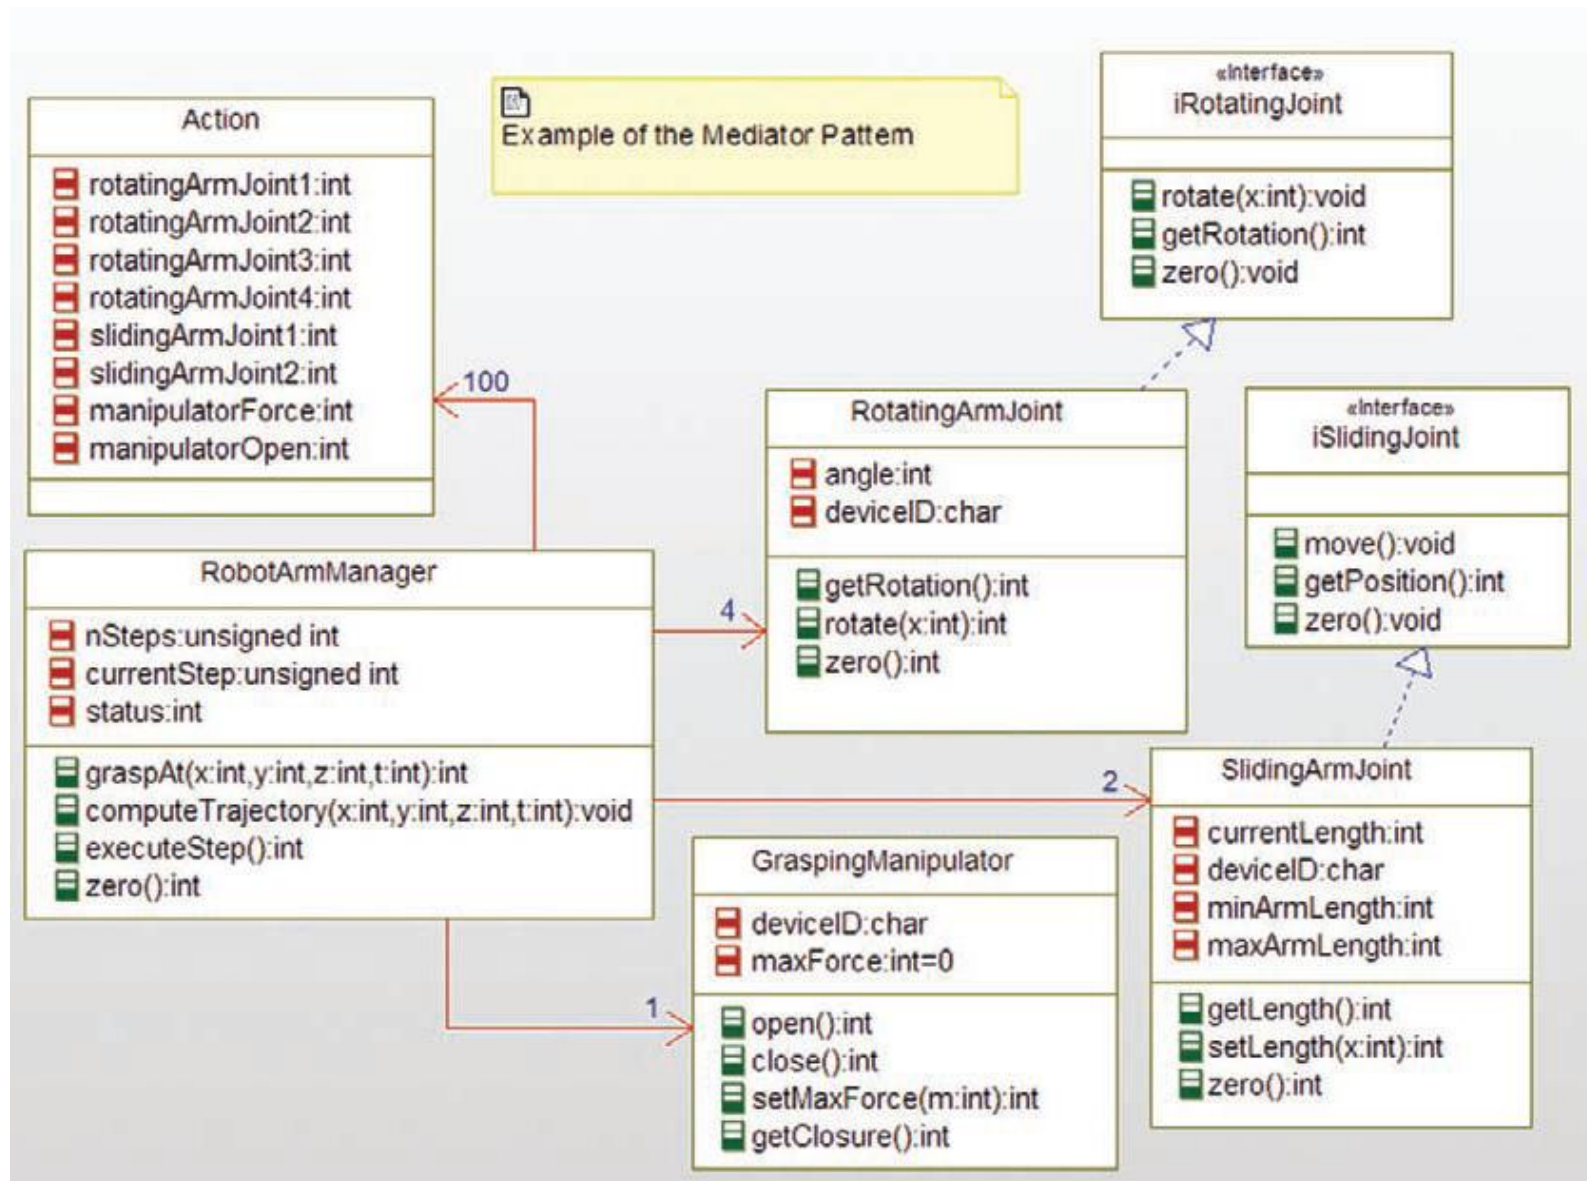 Action
rotatingArmJoint1:int
rotatingArmJoint2:int
rotatingArmJoint3:int
rotatingArmJoint4:int
slidingArmJoint1:int
slidingArmJoint2:int
manipulatorForce:int
manipulatorOpen:int
Example of the Mediator Pattern
«Interface»
iRotatingJoint
rotate(x:int):void
getRotation():int
zero():void
100
RobotArmManager
nSteps:unsigned int
currentStep:unsigned int
status:int
graspAt(x:int,y:int,z:int,t:int):int
computeTrajectory(x:int,y:int,z:int,t:int):void
executeStep():int
zero():int
4
RotatingArmJoint
angle:int
deviceID:char
getRotation():int
rotate(x:int):int
zero():int
«Interface»
iSlidingJoint
move():void
getPosition():int
zero():void
2
SlidingArmJoint
currentLength:int
deviceID:char
minArmLength:int
maxArmLength:int
getLength():int
setLength(x:int):int
zero():int
1
GraspingManipulator
deviceID:char
maxForce:int=0
open():int
close():int
setMaxForce(m:int):int
getClosure():int